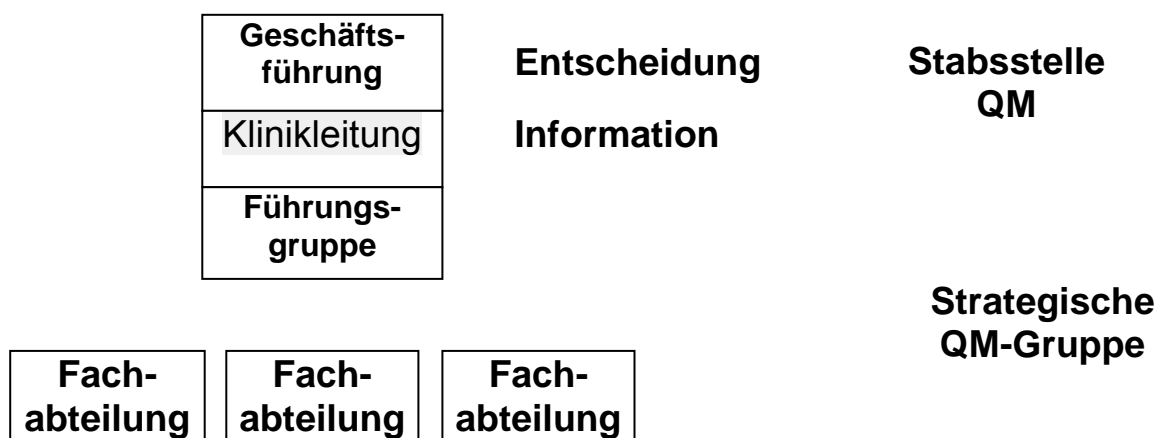 Geschäfts-
führung
Entscheidung
Stabsstelle
QM
Klinikleitung
Information
Führungs-
gruppe
Strategische
QM-Gruppe
Fach-
abteilung
Fach-
abteilung
Fach-
abteilung